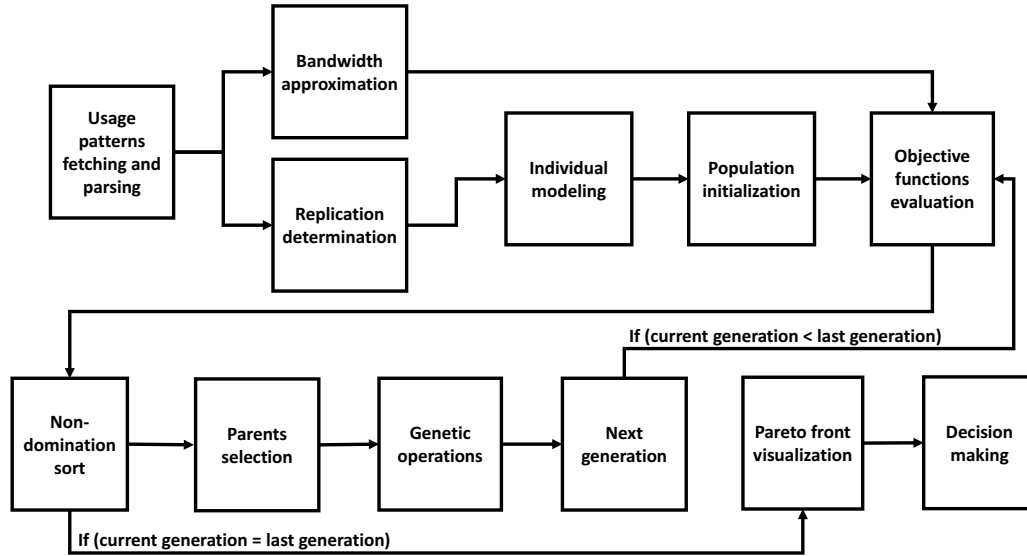 Usage
patterns
fetching and
parsing
Bandwidth
approximation
Replication
determination
Individual
modeling
Population
initialization
Objective
functions
evaluation
If (current generation < last generation)
Non-
domination
sort
Parents
selection
Genetic
operations
Next
generation
Pareto front
visualization
Decision
making
If (current generation = last generation)